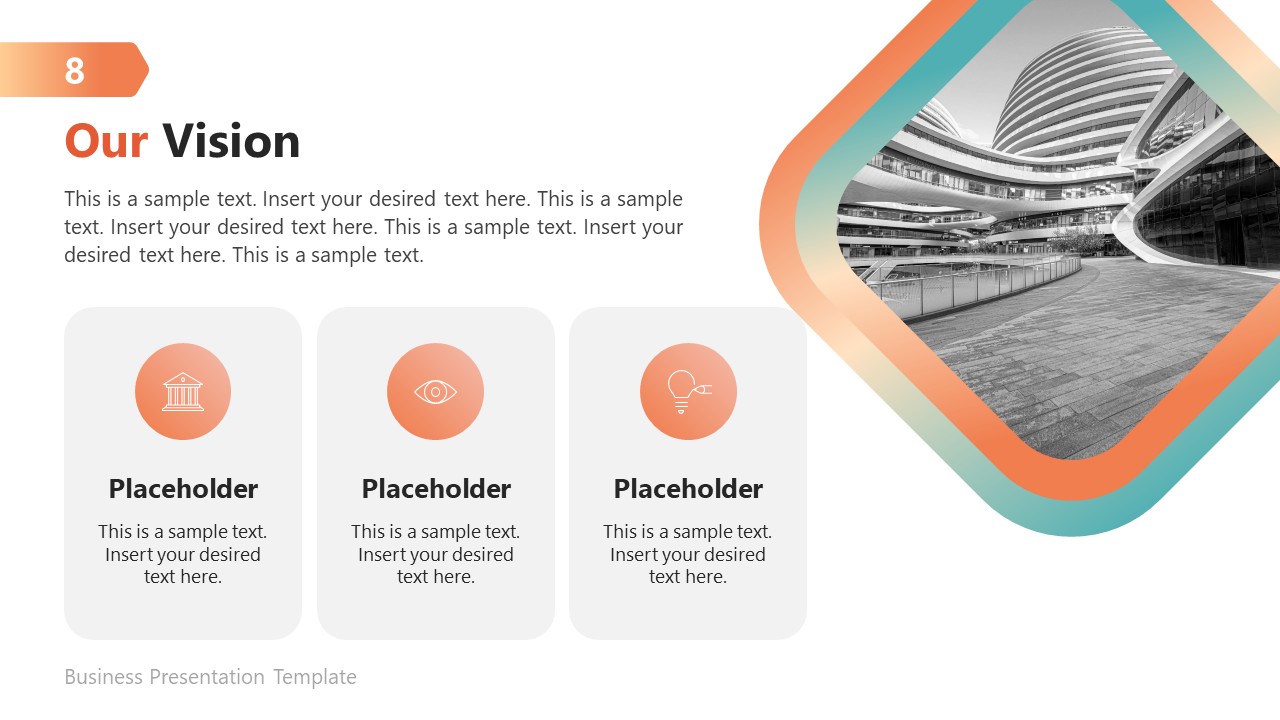 8
Our Vision
This is a sample text. Insert your desired text here. This is a sample
text. Insert your desired text here. This is a sample text. Insert your
desired text here. This is a sample text.
Placeholder
This is a sample text.
Insert your desired
text here.
Placeholder
This is a sample text.
Insert your desired
text here.
Placeholder
This is a sample text.
Insert your desired
text here.
Business Presentation Template